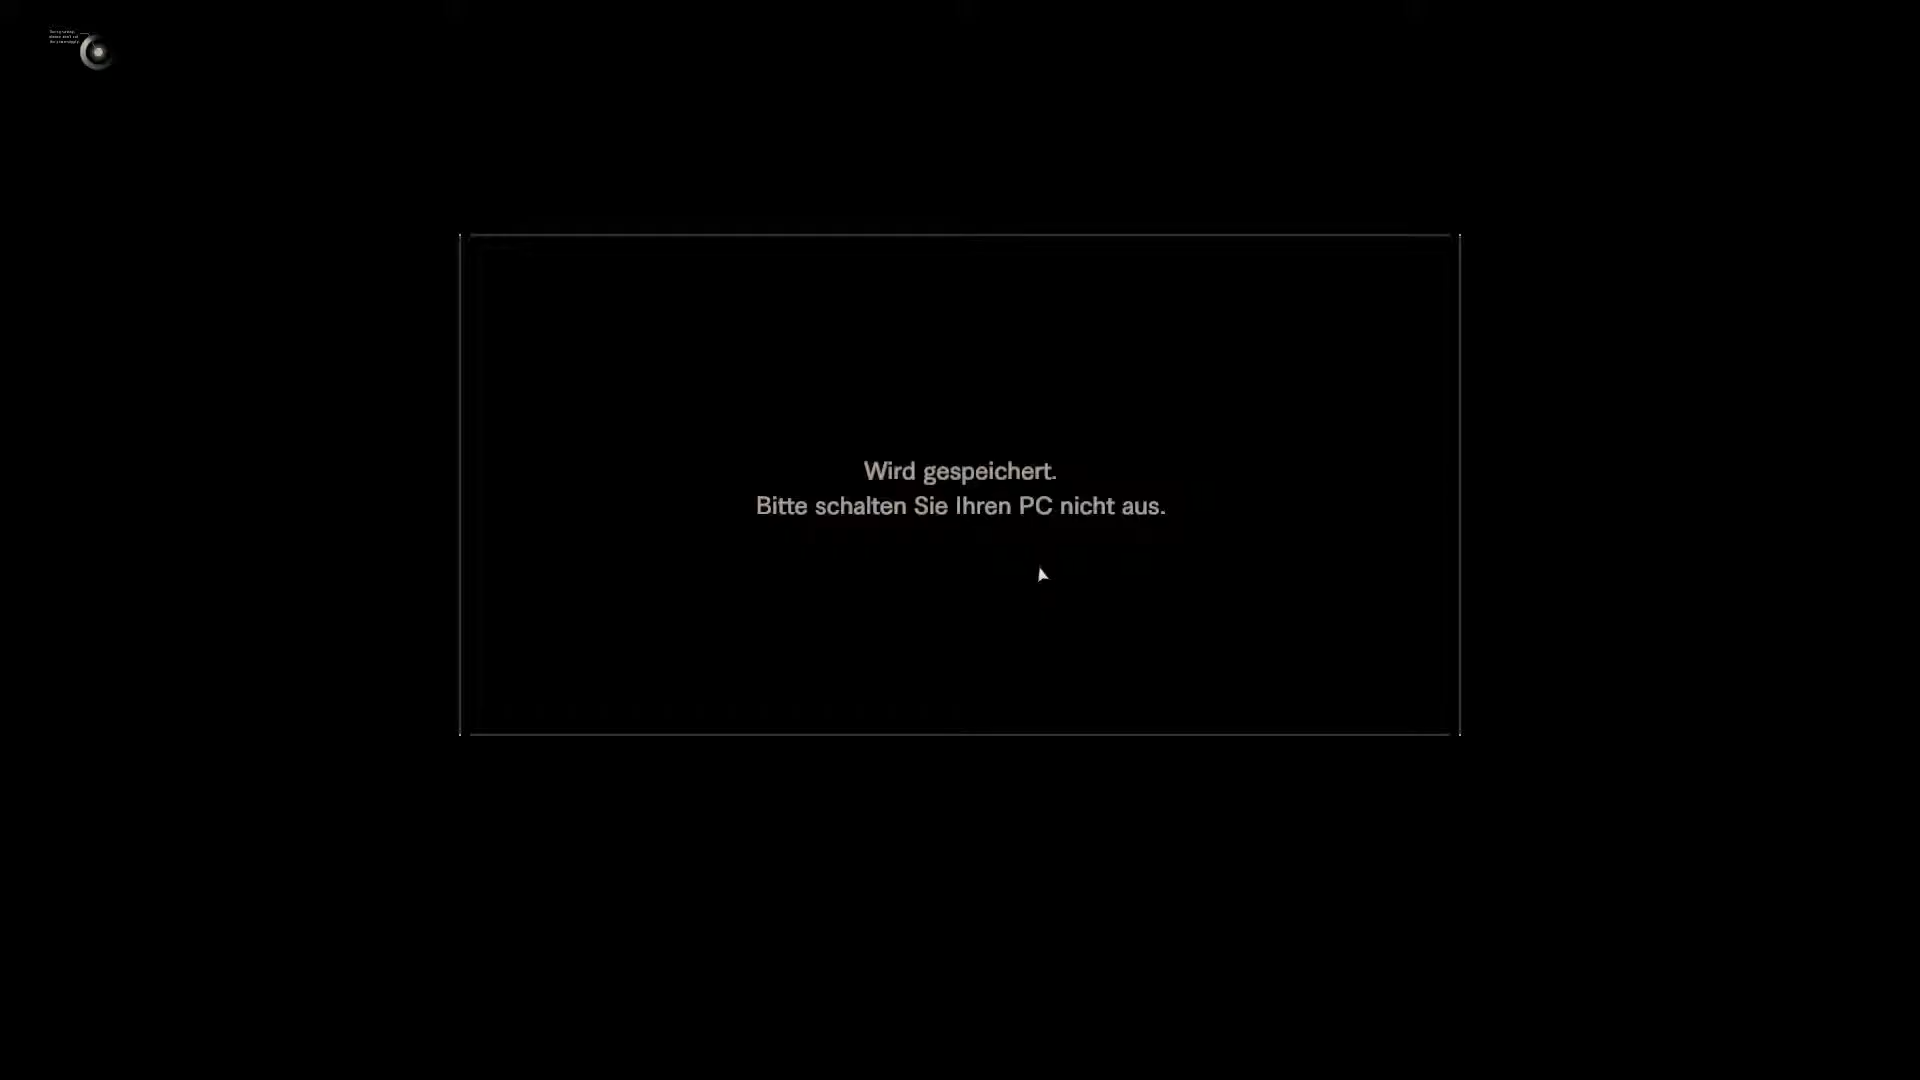 Wird gespeichert.
Bitte schalten Sie Ihren PC nicht aus.